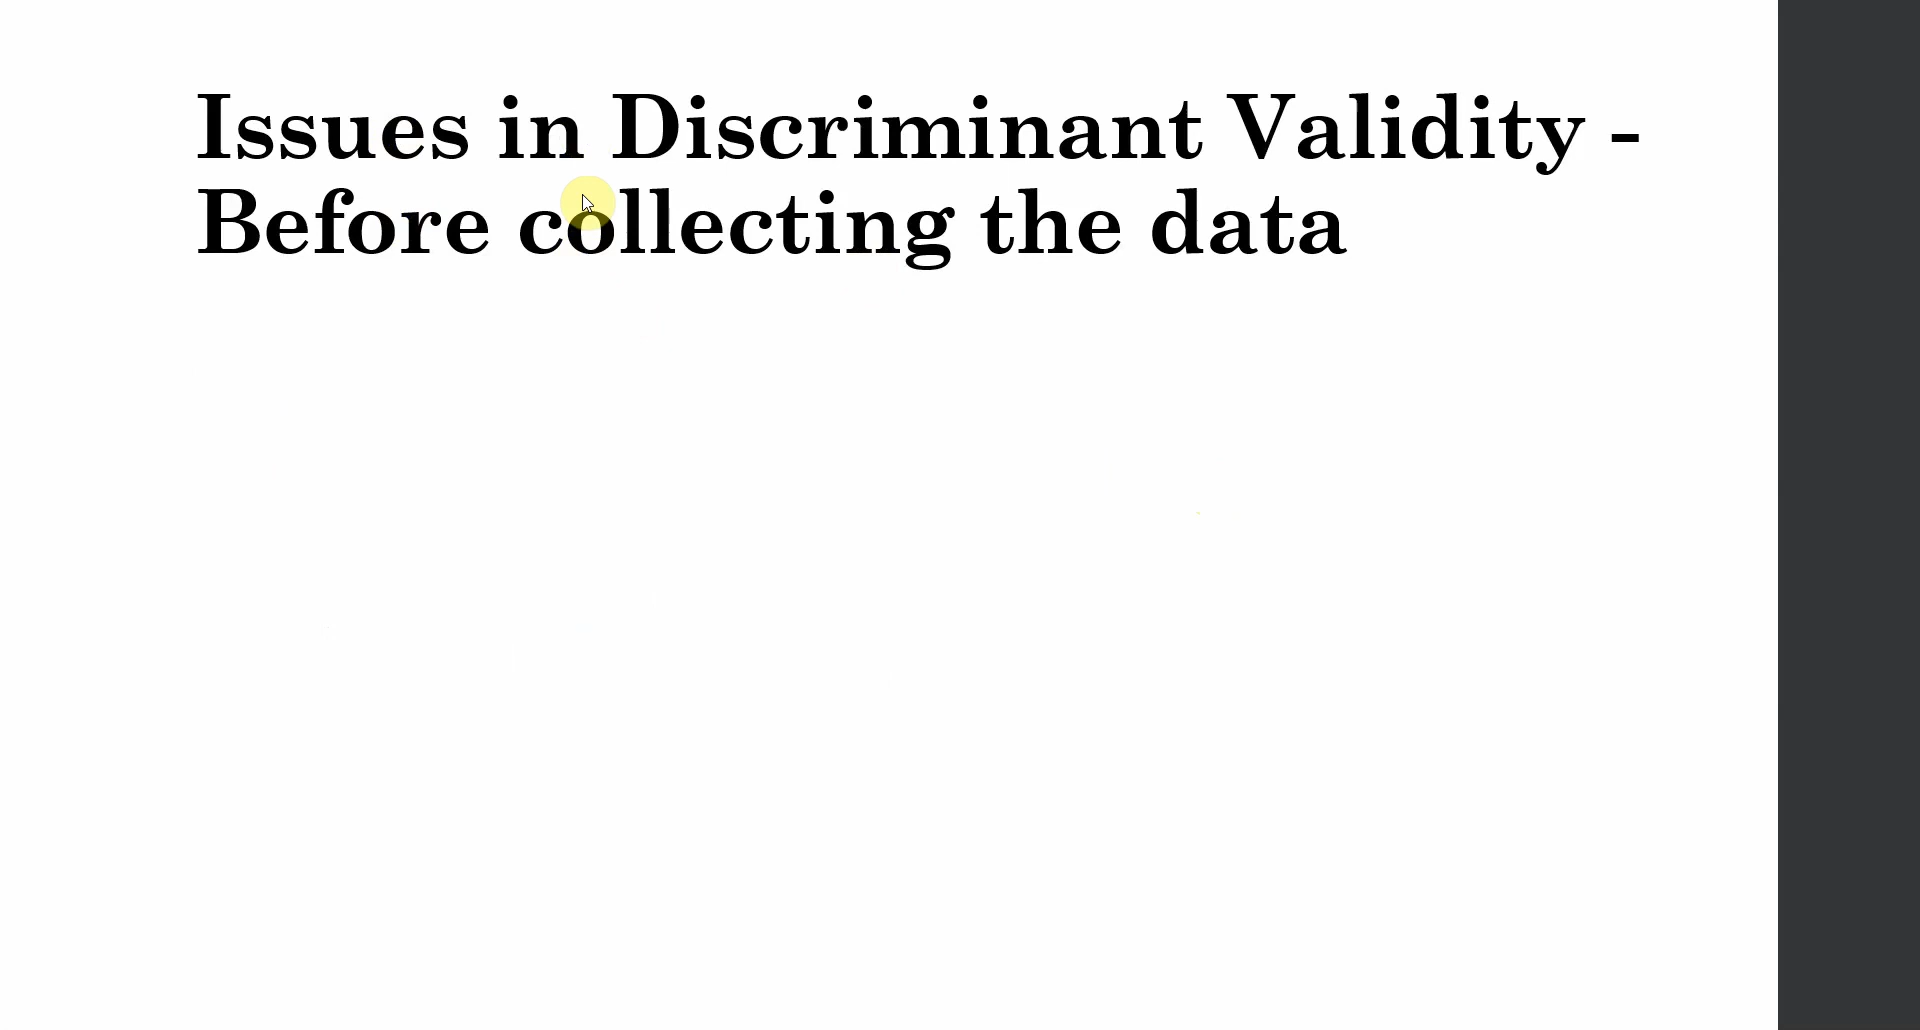 Issues in Discriminant Validity -
Before collecting the data